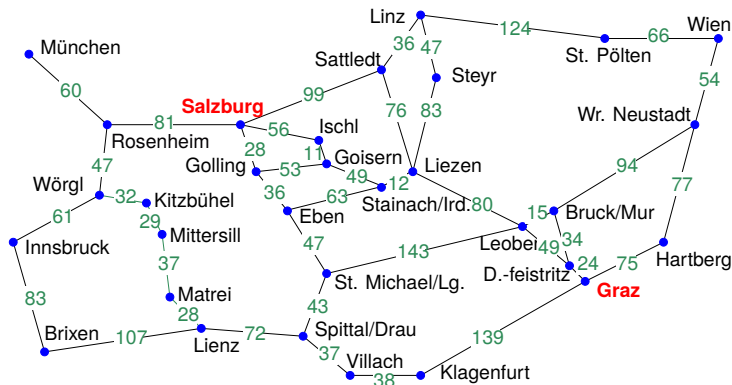 Linz
124
Wien
München
36
47
66
Sattledt
St. Pölten
Steyr
54
60
99
Salzburg
76
83
Wr. Neustadt
81
56
Ischl
Rosenheim
28
11
Goisern
Liezen
94
Golling
53
49
47
12
77
Wörgl
32
Kitzbühel
36
63
Stainach/Ird.
80
Eben
15
Bruck/Mur
61
29
Mittersill
Leobei
Innsbruck
47
143
49
34
Hartberg
37
St. Michael/Lg.
D.-feistritz
24
75
83
Matrei
Graz
28
43
Brixen
107
Lienz
72
Spittal/Drau
139
37
Villach
38
Klagenfurt